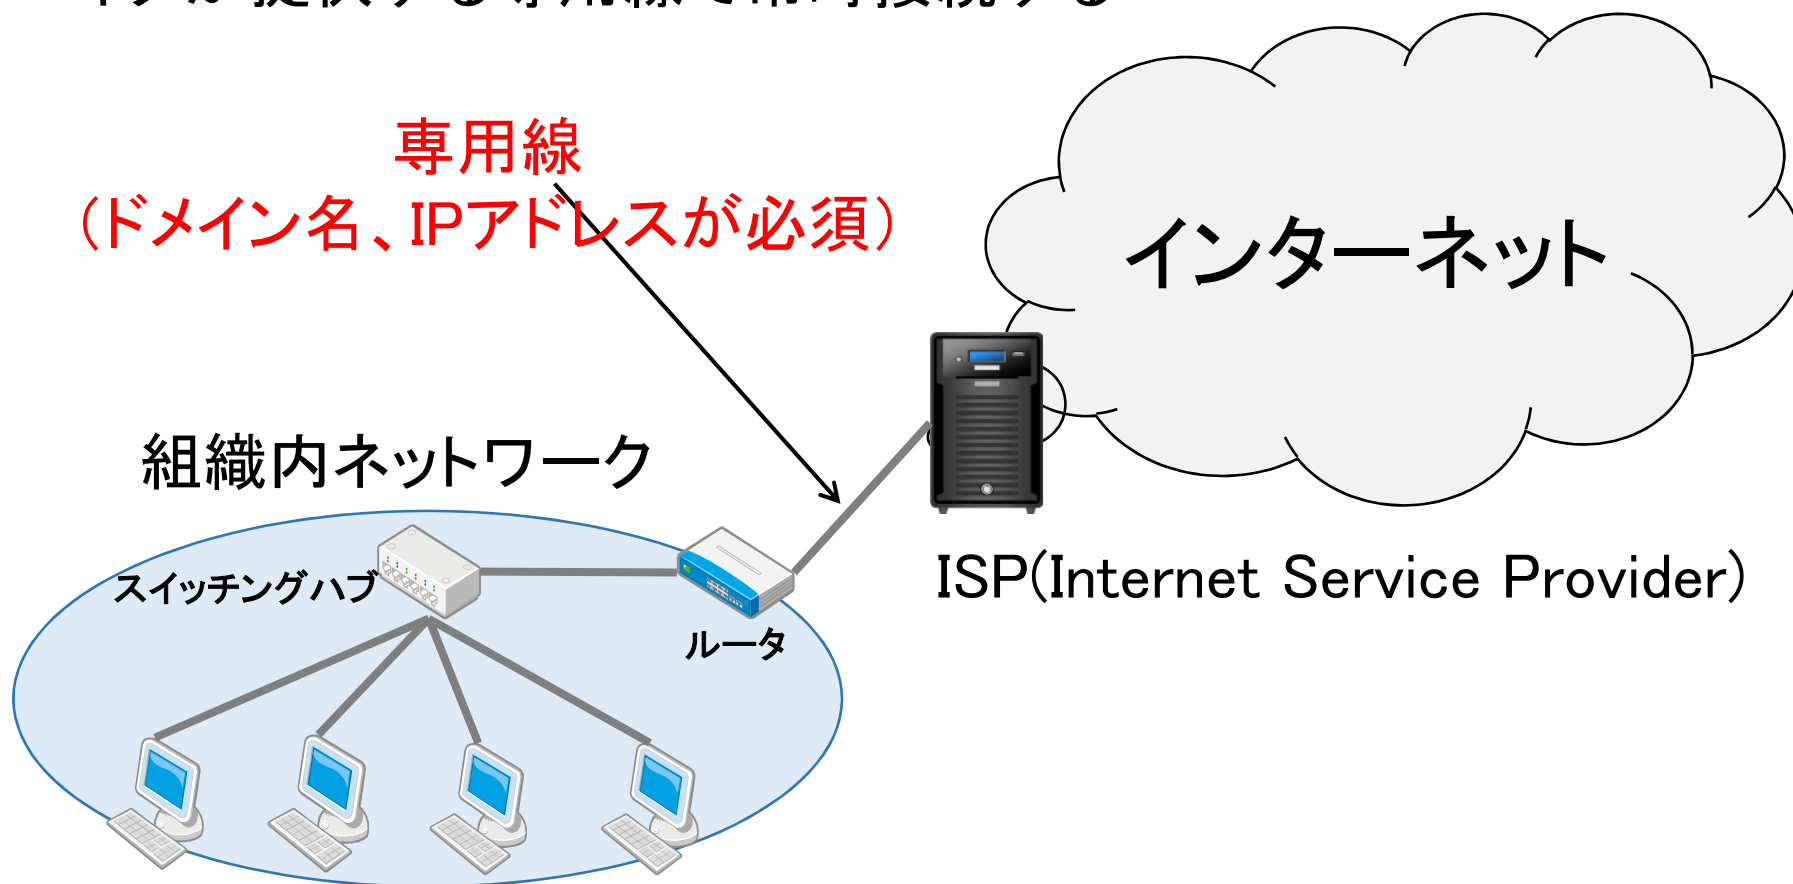 専用線
(ドメイン名、IPアドレスが必須)
インターネット
組織内ネットワーク
スイッチングハブ
ルータ
ISP(Internet Service Provider)